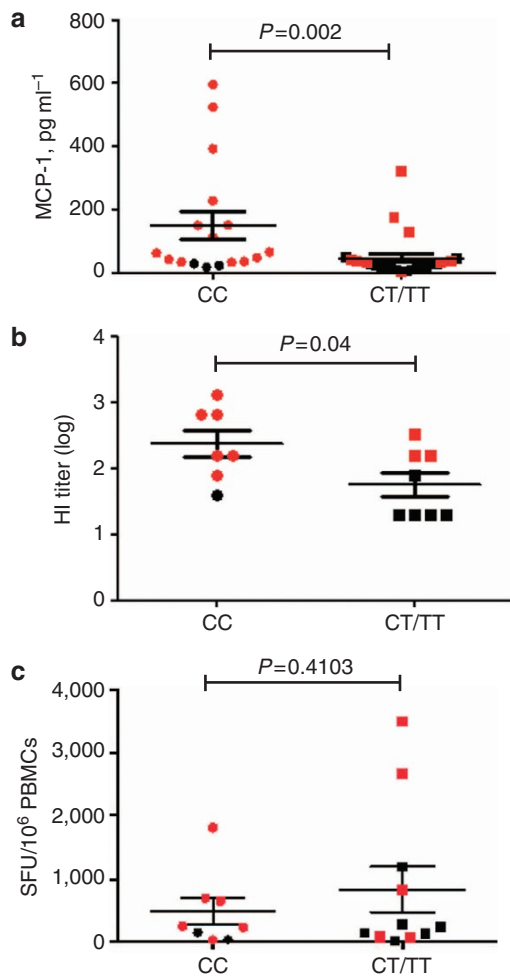 a
800
600
400
200
0
MCP-1, pg ml⁻¹
P=0.002
CC
CT/TT
b
4
3
2
1
0
HI titer (log)
P=0.04
CC
CT/TT
c
4,000
3,000
2,000
1,000
0
SFU/10⁶ PBMCs
P=0.4103
CC
CT/TT